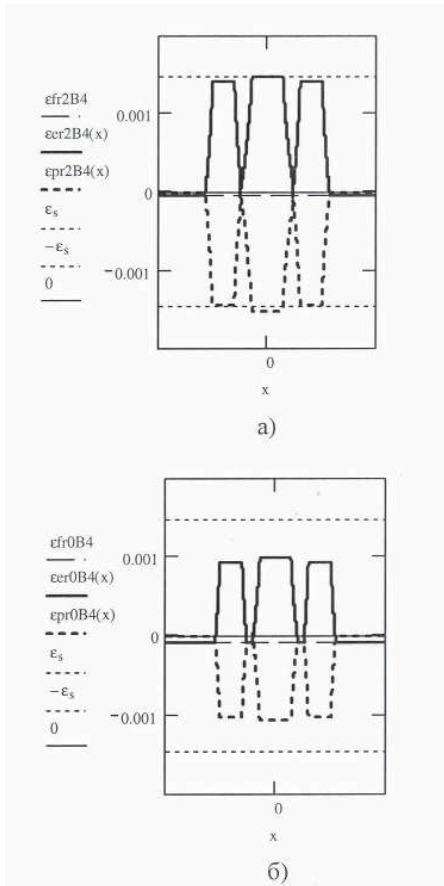 εfr2B4
εer2B4(x)
εpr2B4(x)
εs
−εs
0
0.001
0
−0.001
0
x
а)
εfr0B4
εer0B4(x)
εpr0B4(x)
εs
−εs
0
0.001
0
−0.001
0
x
б)